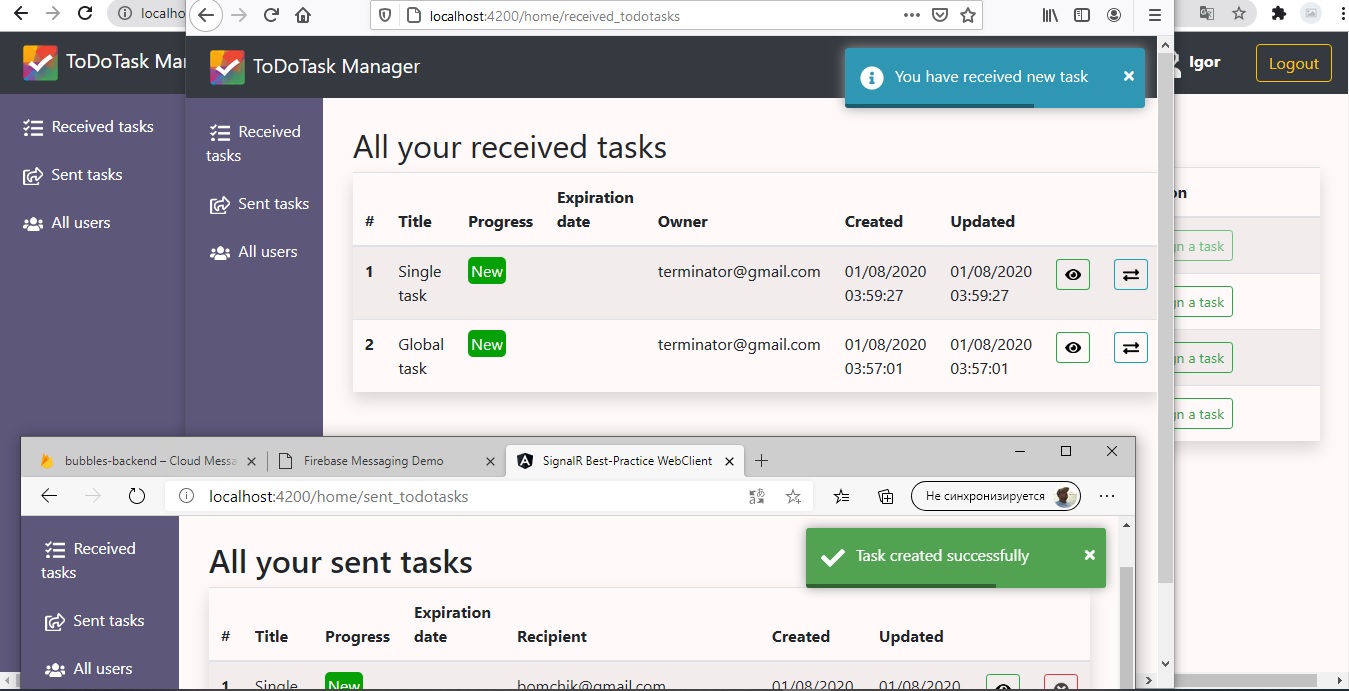 localho
ToDoTask Ma
Received tasks
Sent tasks
All users
Igor
Logout
on
n a task
n a task
n a task
n a task
localhost:4200/home/received_todotasks
ToDoTask Manager
You have received new task
Received
tasks
Sent tasks
All users
All your received tasks
# Title Progress Expiration date Owner Created Updated
1 Single task New terminator@gmail.com 01/08/2020 03:59:27 01/08/2020 03:59:27
2 Global task New terminator@gmail.com 01/08/2020 03:57:01 01/08/2020 03:57:01
bubbles-backend – Cloud Messa
Firebase Messaging Demo
SignalR Best-Practice WebClient
localhost:4200/home/sent_todotasks
Не синхронизируется
Received
tasks
Sent tasks
All users
All your sent tasks
Task created successfully
# Title Progress Expiration date Recipient Created Updated
1 Single New bomchik@gmail.com 01/08/2020 01/08/2020